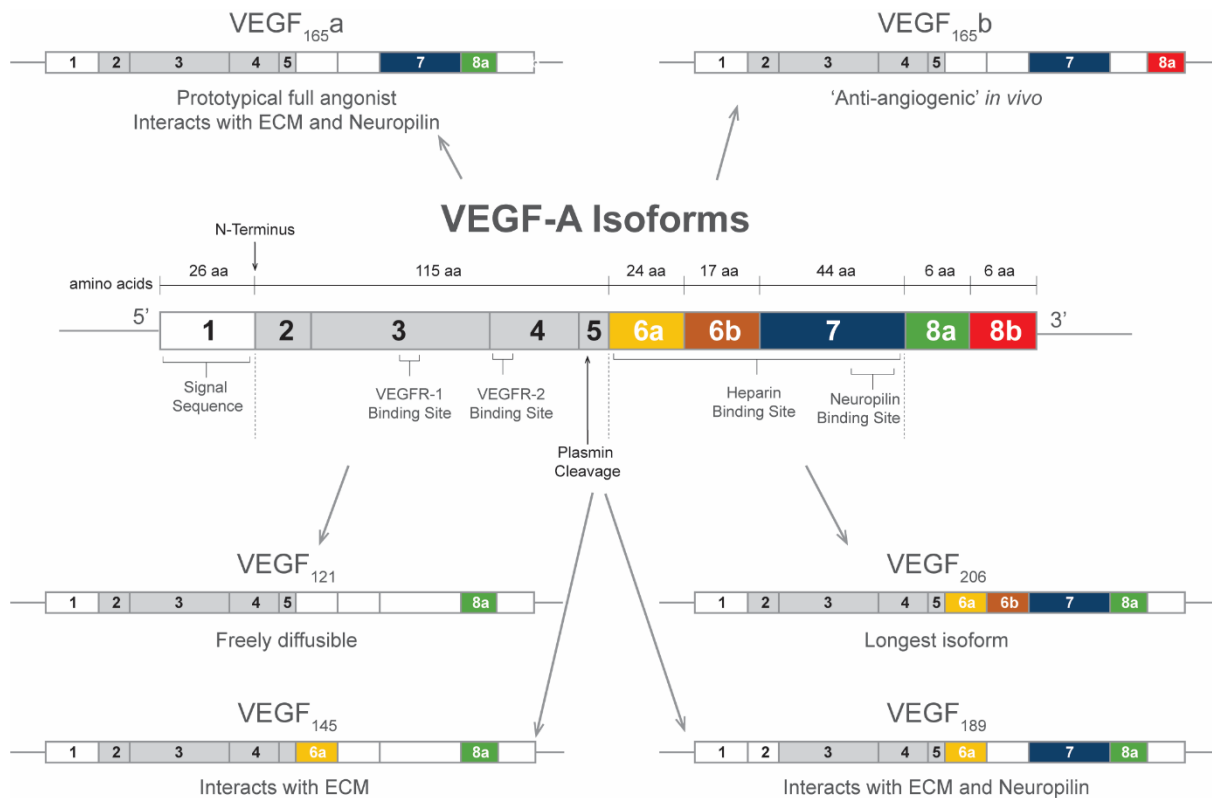 VEGF165a
1 2 3 4 5 7 8a
Prototypical full angonist
Interacts with ECM and Neuropilin
VEGF165b
1 2 3 4 5 7 8a
‘Anti-angiogenic’ in vivo
VEGF-A Isoforms
N-Terminus
amino acids 26 aa 115 aa 24 aa 17 aa 44 aa 6 aa 6 aa
5’ 1 2 3 4 5 6a 6b 7 8a 8b 3’
Signal
Sequence
VEGFR-1
Binding Site
VEGFR-2
Binding Site
Plasmin
Cleavage
Heparin
Binding Site
Neuropilin
Binding Site
VEGF121
1 2 3 4 5 8a
Freely diffusible
VEGF206
1 2 3 4 5 6a 6b 7 8a
Longest isoform
VEGF145
1 2 3 4 6a 8a
Interacts with ECM
VEGF189
1 2 3 4 5 6a 7 8a
Interacts with ECM and Neuropilin